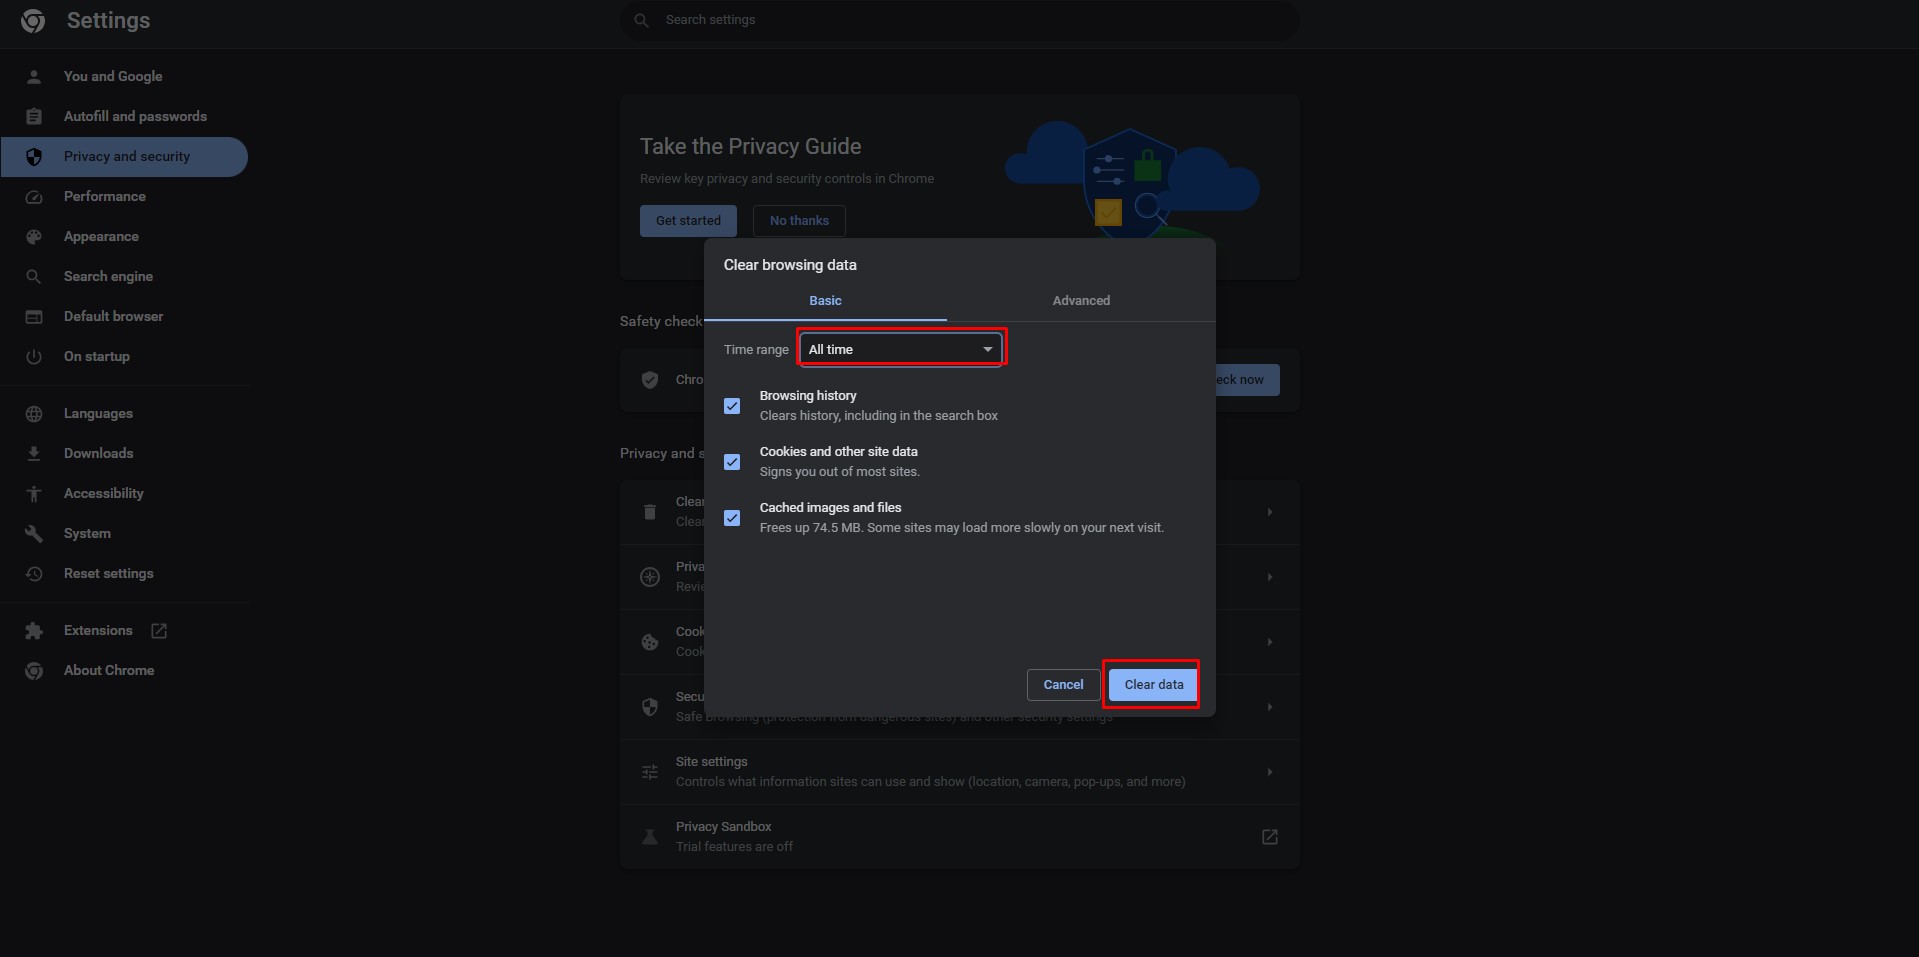 Settings
Search settings
You and Google
Autofill and passwords
Privacy and security
Performance
Appearance
Search engine
Default browser
On startup
Languages
Downloads
Accessibility
System
Reset settings
Extensions
About Chrome
Take the Privacy Guide
Review key privacy and security controls in Chrome
Get started
No thanks
Safety check
Chro
eck now
Clear browsing data
Basic
Advanced
Time range
All time
Browsing history
Clears history, including in the search box
Cookies and other site data
Signs you out of most sites.
Cached images and files
Frees up 74.5 MB. Some sites may load more slowly on your next visit.
Cancel
Clear data
Privacy and s
Clear
Clear
Priva
Revie
Cook
Cook
Secu
Safe Browsing (protection from dangerous sites) and other security settings
Site settings
Controls what information sites can use and show (location, camera, pop-ups, and more)
Privacy Sandbox
Trial features are off